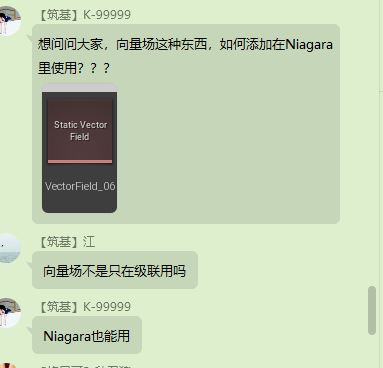 【筑基】K-99999
想问问大家，向量场这种东西，如何添加在Niagara
里使用？？？
Static Vector
Field
VectorField_06
【筑基】江
向量场不是只在级联用吗
【筑基】K-99999
Niagara也能用